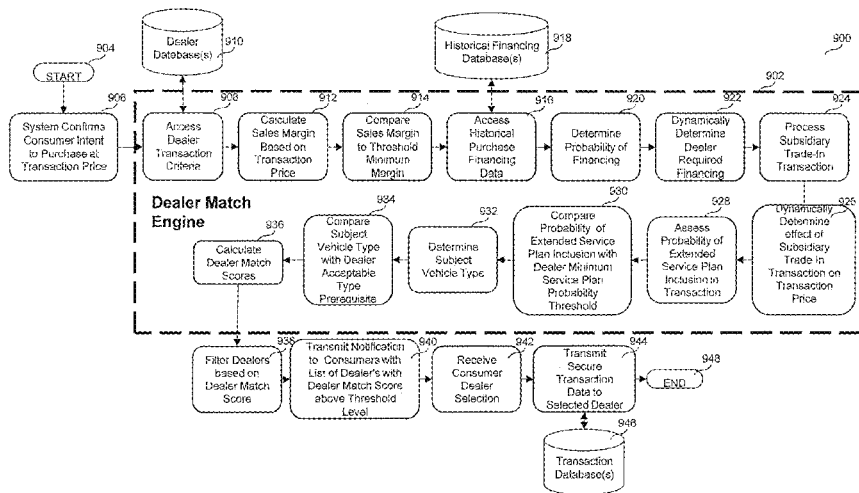 Dealer
Database(s)
910
Historical Financing
Database(s)
918
900
904
START
902
906
System Confirms
Consumer Intent
to Purchase at
Transaction Price
908
Access
Dealer
Transaction
Criteria
912
Calculate
Sales Margin
Based on
Transaction
Price
914
Compare
Sales Margin
to Threshold
Minimum
Margin
916
Access
Historical
Purchase
Financing
Data
920
Determine
Probability
of Financing
922
Dynamically
Determine
Dealer
Required
Financing
924
Process
Subsidiary
Trade-In
Transaction
Dealer Match
Engine
936
Calculate
Dealer Match
Scores
934
Compare
Subject
Vehicle Type
with Dealer
Acceptable
Type
Prerequisite
932
Determine
Subject
Vehicle Type
930
Compare
Probability of
Extended Service
Plan Inclusion with
Dealer Minimum
Service Plan
Probability
Threshold
928
Assess
Probability of
Extended
Service Plan
Inclusion in
Transaction
926
Dynamically
Determine
effect of
Subsidiary
Trade In
Transaction on
Transaction
Price
938
Filter Dealers
based on
Dealer Match
Score
940
Transmit Notification
to Consumers with
List of Dealer's with
Dealer Match Score
above Threshold
Level
942
Receive
Consumer
Dealer
Selection
944
Transmit
Secure
Transaction
Data to
Selected Dealer
948
END
946
Transaction
Database(s)